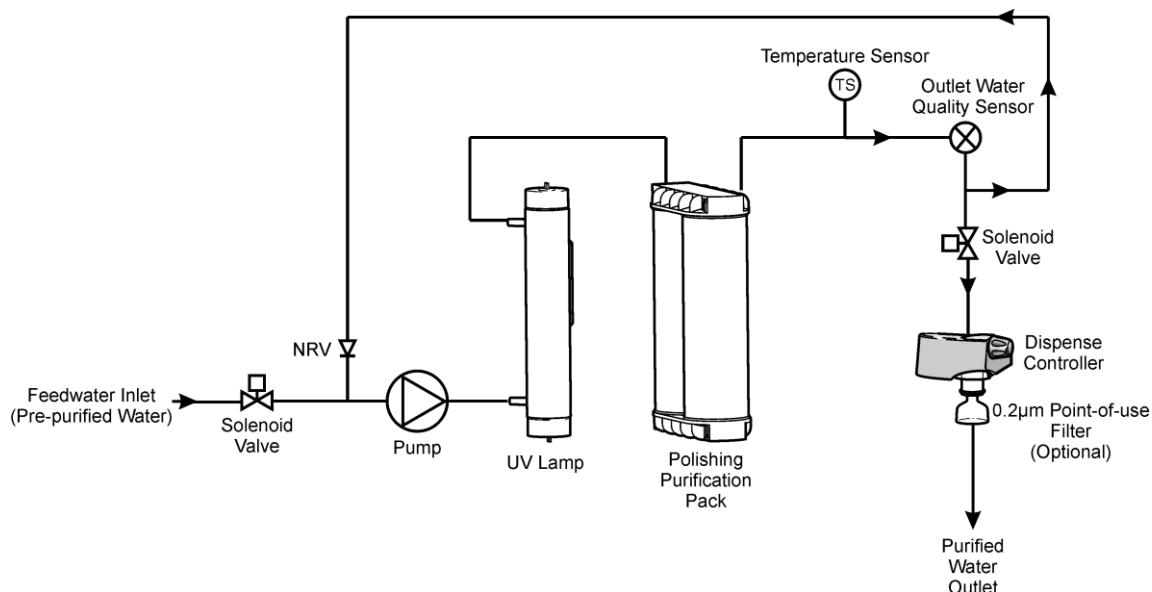 Temperature Sensor
TS
Outlet Water
Quality Sensor
Solenoid
Valve
NRV
Dispense
Controller
Feedwater Inlet
(Pre-purified Water)
Solenoid
Valve
Pump
UV Lamp
Polishing
Purification
Pack
0.2µm Point-of-use
Filter
(Optional)
Purified
Water
Outlet